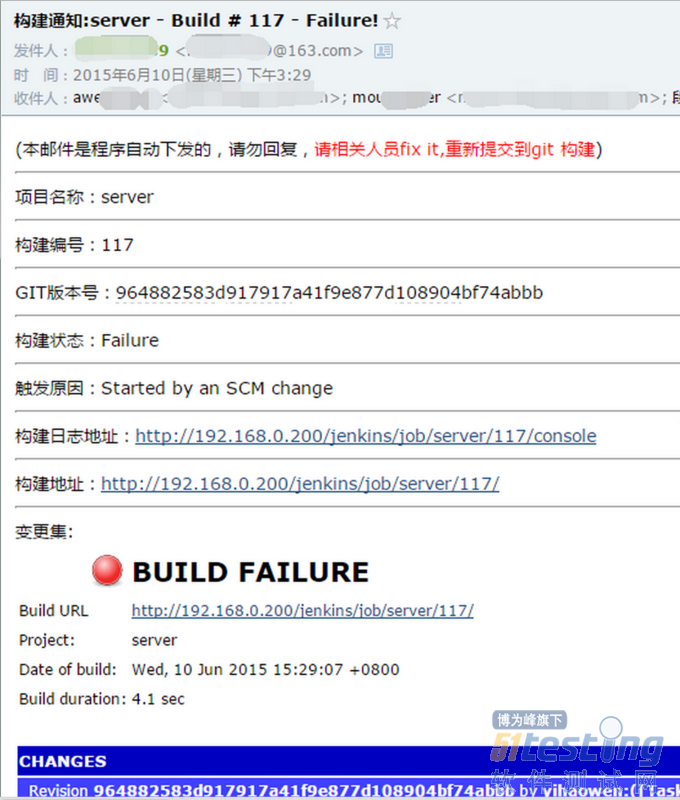 构建通知:server - Build # 117 - Failure!
发件人： 9 < @163.com>
时 间：2015年6月10日(星期三) 下午3:29
收件人：awe < >; mou er < m>;
(本邮件是程序自动下发的，请勿回复，请相关人员fix it,重新提交到git 构建)
项目名称：server
构建编号：117
GIT版本号：964882583d917917a41f9e877d108904bf74abbb
构建状态：Failure
触发原因：Started by an SCM change
构建日志地址：http://192.168.0.200/jenkins/job/server/117/console
构建地址：http://192.168.0.200/jenkins/job/server/117/
变更集:
BUILD FAILURE
Build URL http://192.168.0.200/jenkins/job/server/117/
Project: server
Date of build: Wed, 10 Jun 2015 15:29:07 +0800
Build duration: 4.1 sec
博为峰旗下
51testing
软件测试网
CHANGES
Revision 964882583d917917a41f9e877d108904bf74abbb by yihaowen: